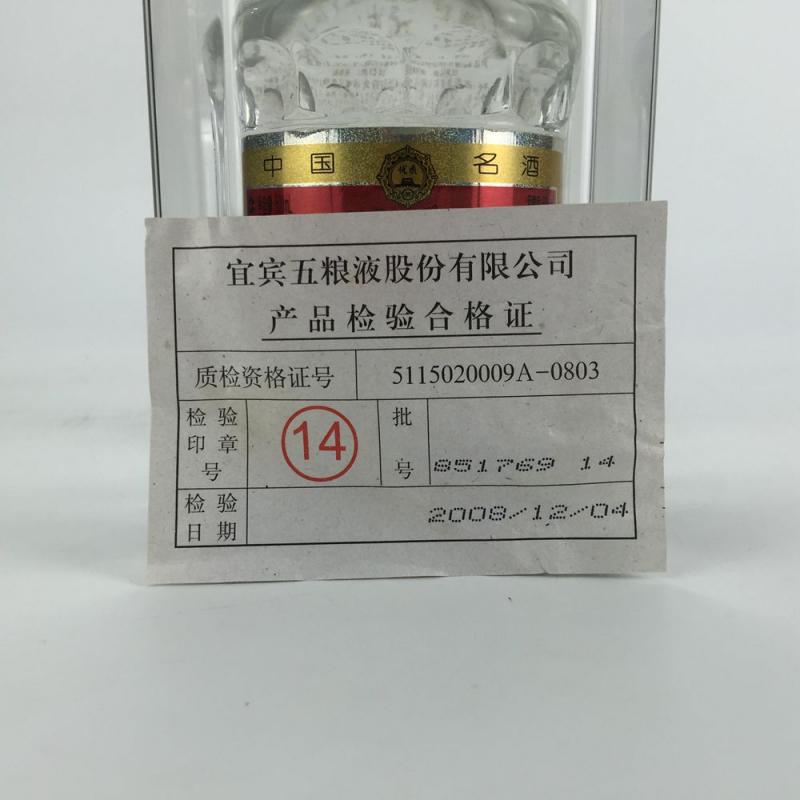 中国 名酒
优质
宜宾五粮液股份有限公司
产品检验合格证
质检资格证号 5115020009A-0803
检验印章号 14 批号 851769 14
检验日期 2008/12/04